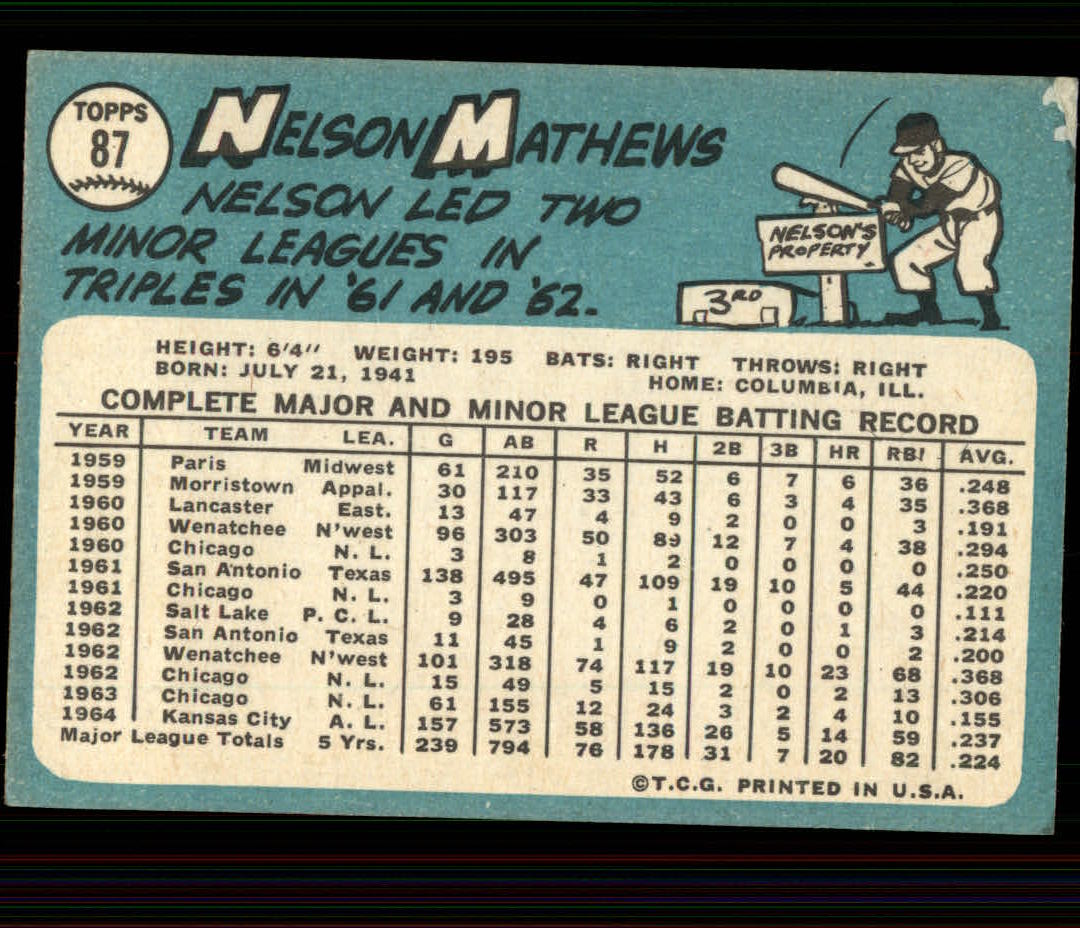 TOPPS
87
NELSON MATHEWS
NELSON LED TWO
MINOR LEAGUES IN
TRIPLES IN '61 AND '62.
NELSON'S
PROPERTY.
3RD
HEIGHT: 6'4" WEIGHT: 195 BATS: RIGHT THROWS: RIGHT
BORN: JULY 21, 1941 HOME: COLUMBIA, ILL.
COMPLETE MAJOR AND MINOR LEAGUE BATTING RECORD
YEAR TEAM LEA. G AB R H 2B 3B HR RBI AVG.
1959 Paris Midwest 61 210 35 52 6 7 6 36 .248
1959 Morristown Appal. 30 117 33 43 6 3 4 35 .368
1960 Lancaster East. 13 47 4 9 2 0 0 3 .191
1960 Wenatchee N'west 96 303 50 89 12 7 4 38 .294
1960 Chicago N. L. 3 8 1 2 0 0 0 0 .250
1961 San Antonio Texas 138 495 47 109 19 10 5 44 .220
1961 Chicago N. L. 3 9 0 1 0 0 0 0 .111
1962 Salt Lake P. C. L. 9 28 4 6 2 0 1 3 .214
1962 San Antonio Texas 11 45 1 9 2 0 0 2 .200
1962 Wenatchee N'west 101 318 74 117 19 10 23 68 .368
1962 Chicago N. L. 15 49 5 15 2 0 2 13 .306
1963 Chicago N. L. 61 155 12 24 3 2 4 10 .155
1964 Kansas City A. L. 157 573 58 136 26 5 14 59 .237
Major League Totals 5 Yrs. 239 794 76 178 31 7 20 82 .224
©T.C.G. PRINTED IN U.S.A.